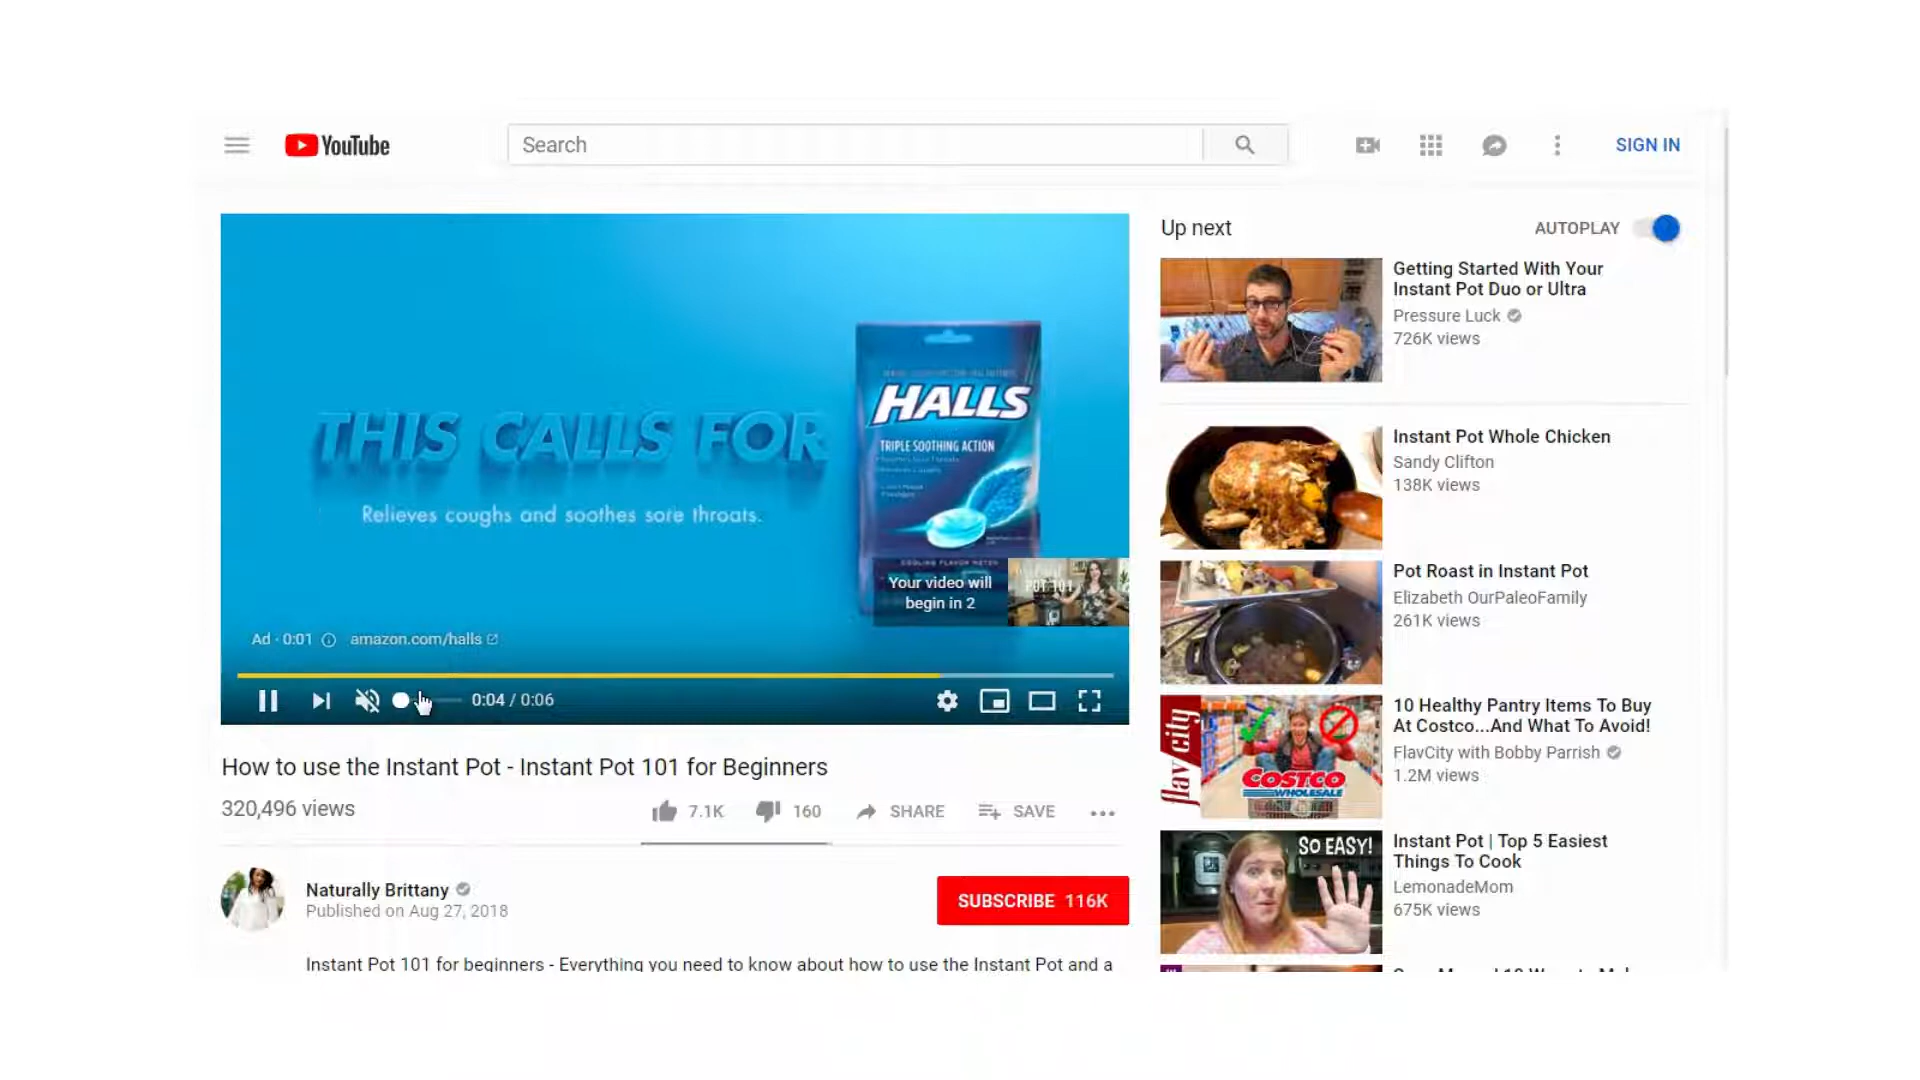 YouTube
Search
SIGN IN
THIS CALLS FOR
Relieves coughs and soothes sore throats.
HALLS
TRIPLE SOOTHING ACTION
Your video will
begin in 2
POT 101
Ad · 0:01
amazon.com/halls
0:04 / 0:06
How to use the Instant Pot - Instant Pot 101 for Beginners
320,496 views
7.1K
160
SHARE
SAVE
Naturally Brittany
Published on Aug 27, 2018
SUBSCRIBE 116K
Instant Pot 101 for beginners - Everything you need to know about how to use the Instant Pot and a
Up next
AUTOPLAY
Getting Started With Your
Instant Pot Duo or Ultra
Pressure Luck
726K views
Instant Pot Whole Chicken
Sandy Clifton
138K views
Pot Roast in Instant Pot
Elizabeth OurPaleoFamily
261K views
flav city
COSTCO
WHOLESALE
10 Healthy Pantry Items To Buy
At Costco...And What To Avoid!
FlavCity with Bobby Parrish
1.2M views
SO EASY!
Instant Pot | Top 5 Easiest
Things To Cook
LemonadeMom
675K views